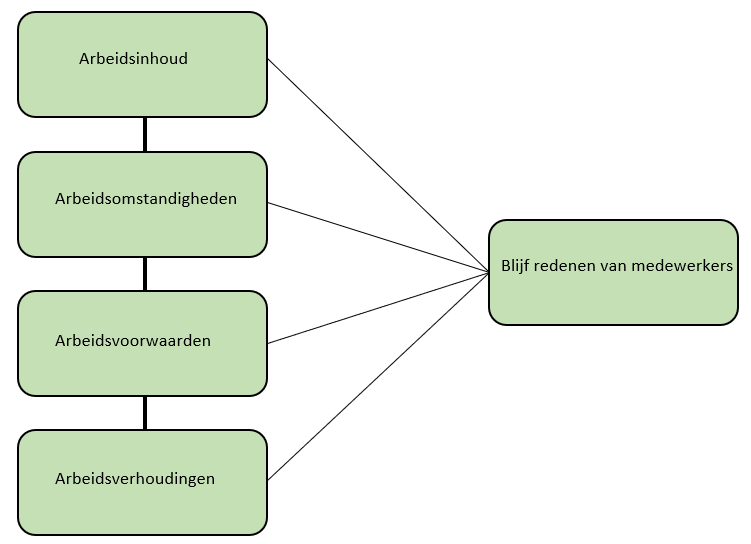 Arbeidsinhoud
Arbeidsomstandigheden
Blijf redenen van medewerkers
Arbeidsvoorwaarden
Arbeidsverhoudingen